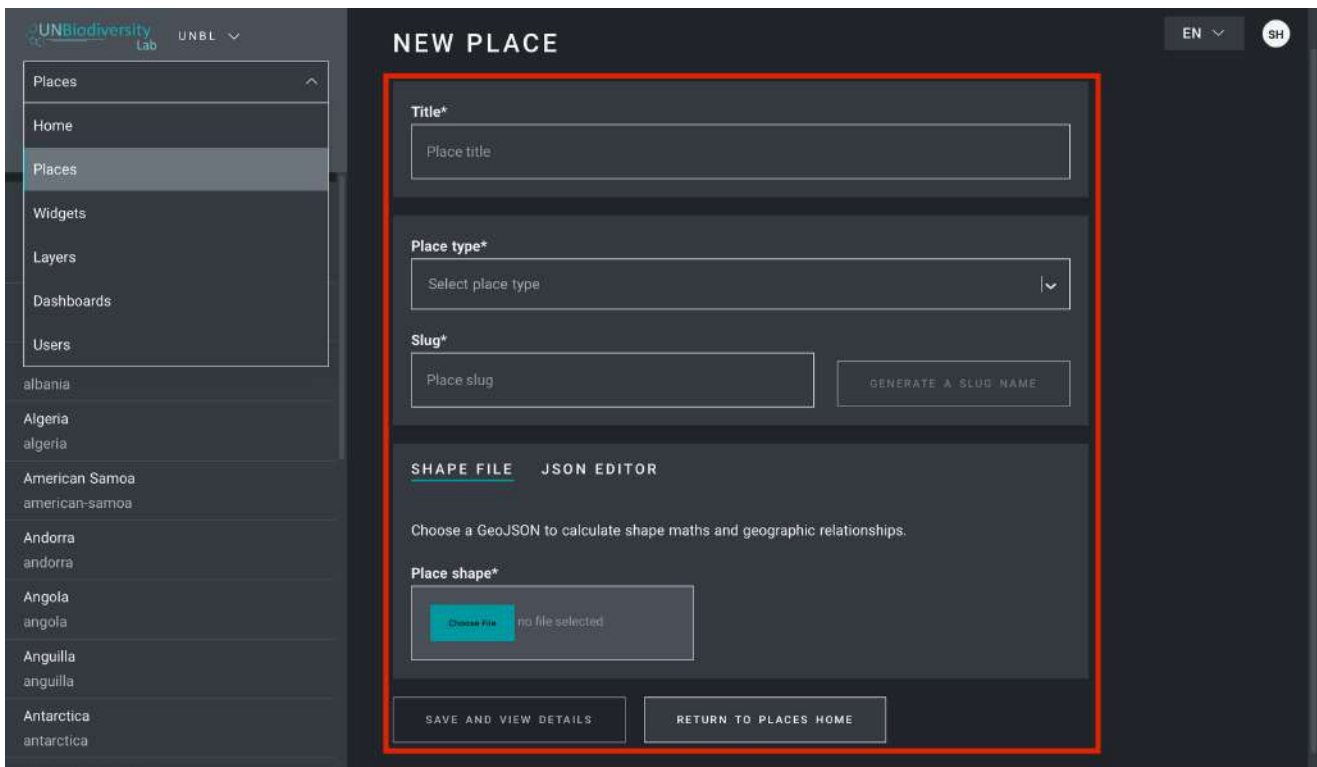 UNBiodiversity
Lab
UNBL
Places
Home
Places
Widgets
Layers
Dashboards
Users
albania
Algeria
algeria
American Samoa
american-samoa
Andorra
andorra
Angola
angola
Anguilla
anguilla
Antarctica
antarctica
NEW PLACE
EN
SH
Title*
Place title
Place type*
Select place type
Slug*
Place slug
GENERATE A SLUG NAME
SHAPE FILE JSON EDITOR
Choose a GeoJSON to calculate shape maths and geographic relationships.
Place shape*
Choose File no file selected
SAVE AND VIEW DETAILS
RETURN TO PLACES HOME